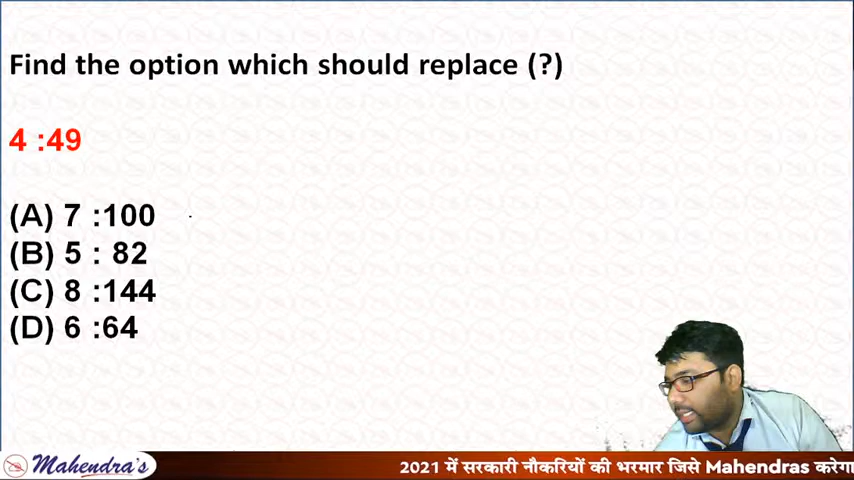 Find the option which should replace (?)
4 :49
(A) 7 :100
(B) 5 : 82
(C) 8 :144
(D) 6 :64
Mahendra's
2021 में सरकारी नौकरियों की भरमार जिसे Mahendras करेगा